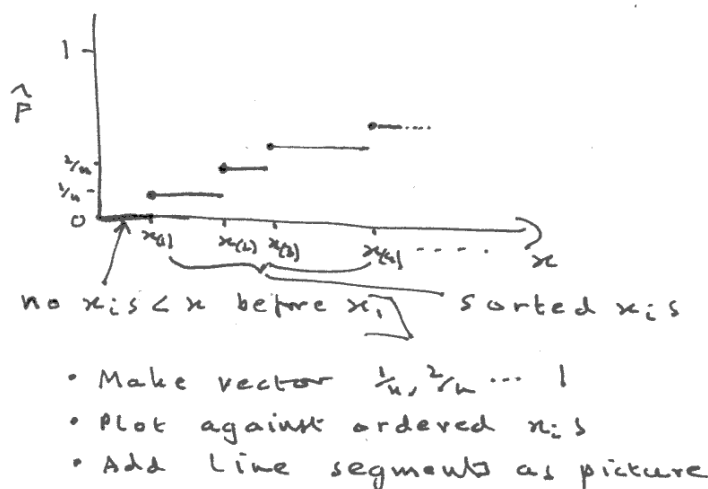 1
P̂
2/n
1/n
0
x(1) x(2) x(3) x(4) .....
x
no xᵢs < x before x₁
sorted xᵢs
• Make vector 1/n, 2/n ... 1
• Plot against ordered xᵢs
• Add line segments as picture